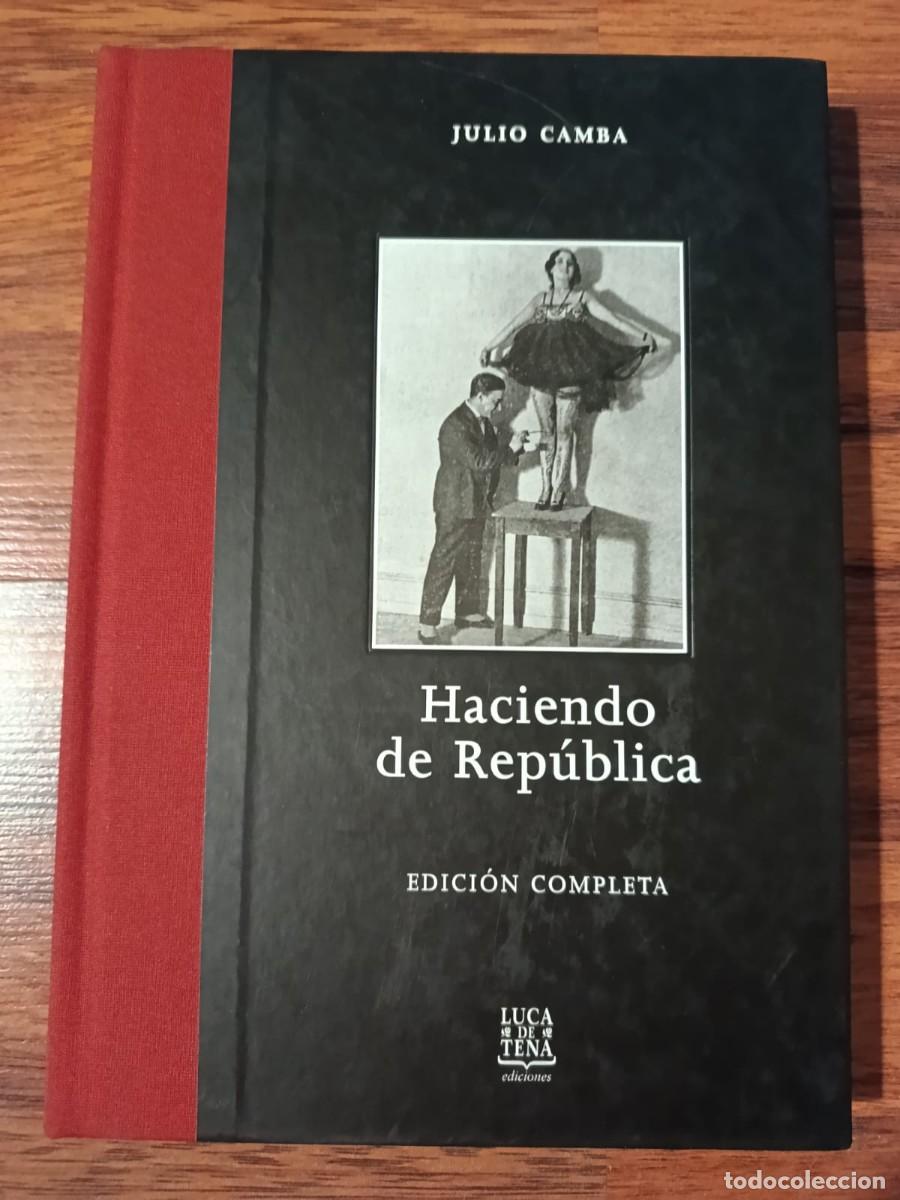 JULIO CAMBA
Haciendo
de República
EDICIÓN COMPLETA
LUCA
DE
TENA
ediciones
todocoleccion